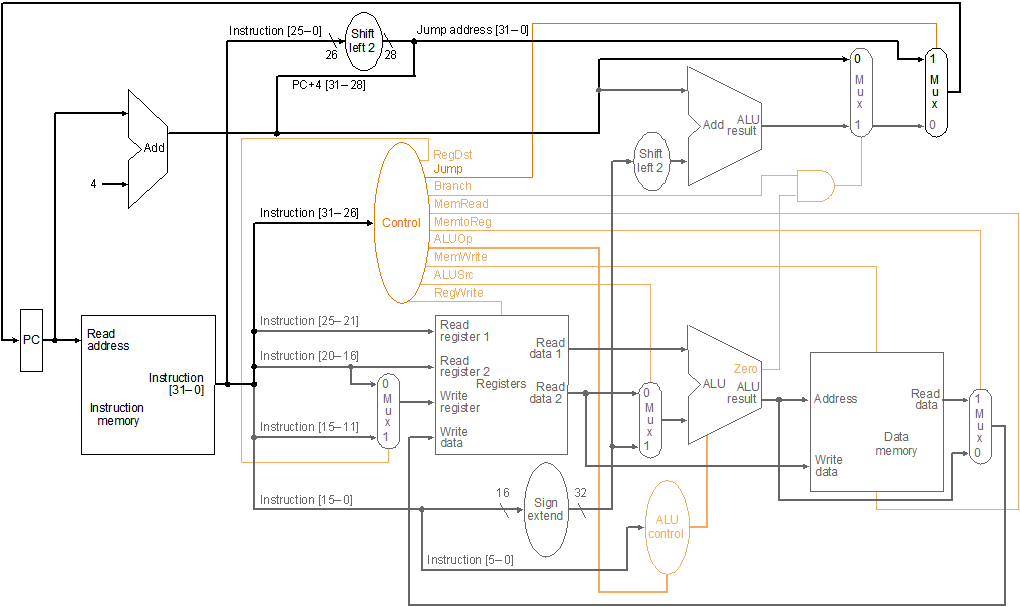 Instruction [25–0]
Shift
left 2
Jump address [31–0]
26
28
PC+4 [31–28]
0
M
u
x
1
1
M
u
x
0
Add
ALU
result
Add
4
Shift
left 2
RegDst
Jump
Branch
MemRead
MemtoReg
ALUOp
MemWrite
ALUSrc
RegWrite
Control
Instruction [31–26]
PC
Read
address
Instruction
[31–0]
Instruction
memory
Instruction [25–21]
Instruction [20–16]
Instruction [15–11]
0
M
u
x
1
Read
register 1
Read
register 2
Write
register
Write
data
Registers
Read
data 1
Read
data 2
0
M
u
x
1
Zero
ALU
ALU
result
Address
Write
data
Read
data
Data
memory
1
M
u
x
0
Instruction [15–0]
16
Sign
extend
32
ALU
control
Instruction [5–0]